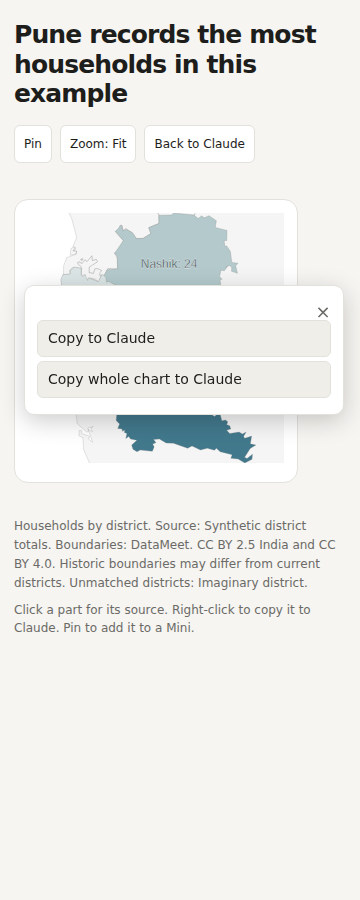 Pune records the most
households in this
example
Pin
Zoom: Fit
Back to Claude
Nashik: 24
×
Copy to Claude
Copy whole chart to Claude
Households by district. Source: Synthetic district
totals. Boundaries: DataMeet. CC BY 2.5 India and CC
BY 4.0. Historic boundaries may differ from current
districts. Unmatched districts: Imaginary district.
Click a part for its source. Right-click to copy it to
Claude. Pin to add it to a Mini.